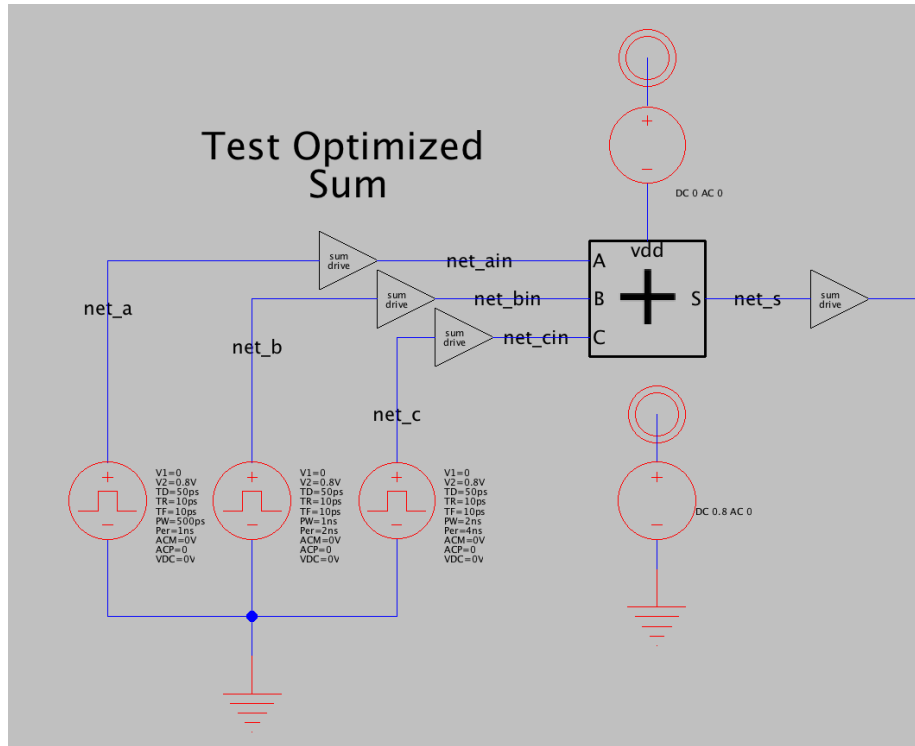 Test Optimized
Sum
DC 0 AC 0
vdd
sum
drive
net_ain
A
net_a
sum
drive
net_bin
B
S
net_s
sum
drive
net_b
sum
drive
net_cin
C
net_c
V1=0
V2=0.8V
TD=50ps
TR=10ps
TF=10ps
PW=500ps
Per=1ns
ACM=0V
ACP=0
VDC=0V
V1=0
V2=0.8V
TD=50ps
TR=10ps
TF=10ps
PW=1ns
Per=2ns
ACM=0V
ACP=0
VDC=0V
V1=0
V2=0.8V
TD=50ps
TR=10ps
TF=10ps
PW=2ns
Per=4ns
ACM=0V
ACP=0
VDC=0V
DC 0.8 AC 0